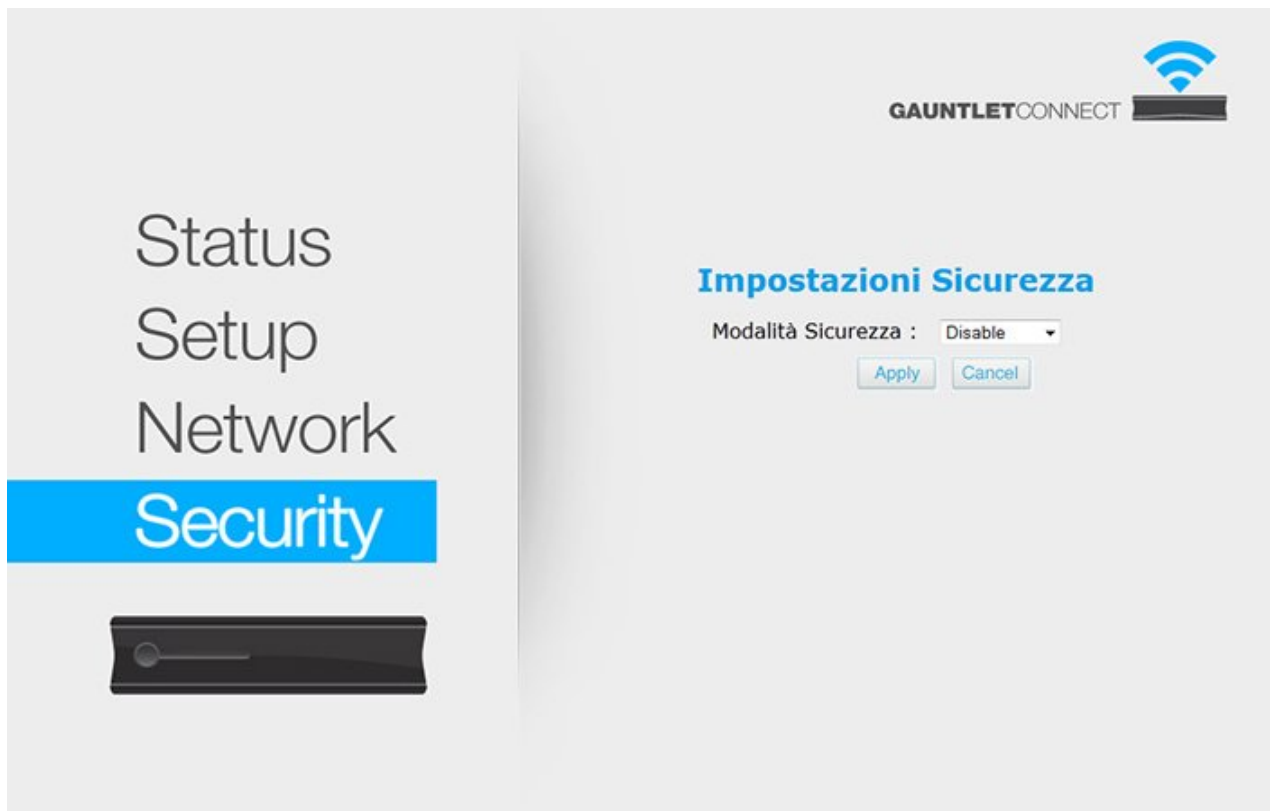 GAUNTLETCONNECT
Status
Setup
Network
Security
Impostazioni Sicurezza
Modalità Sicurezza : Disable
Apply Cancel